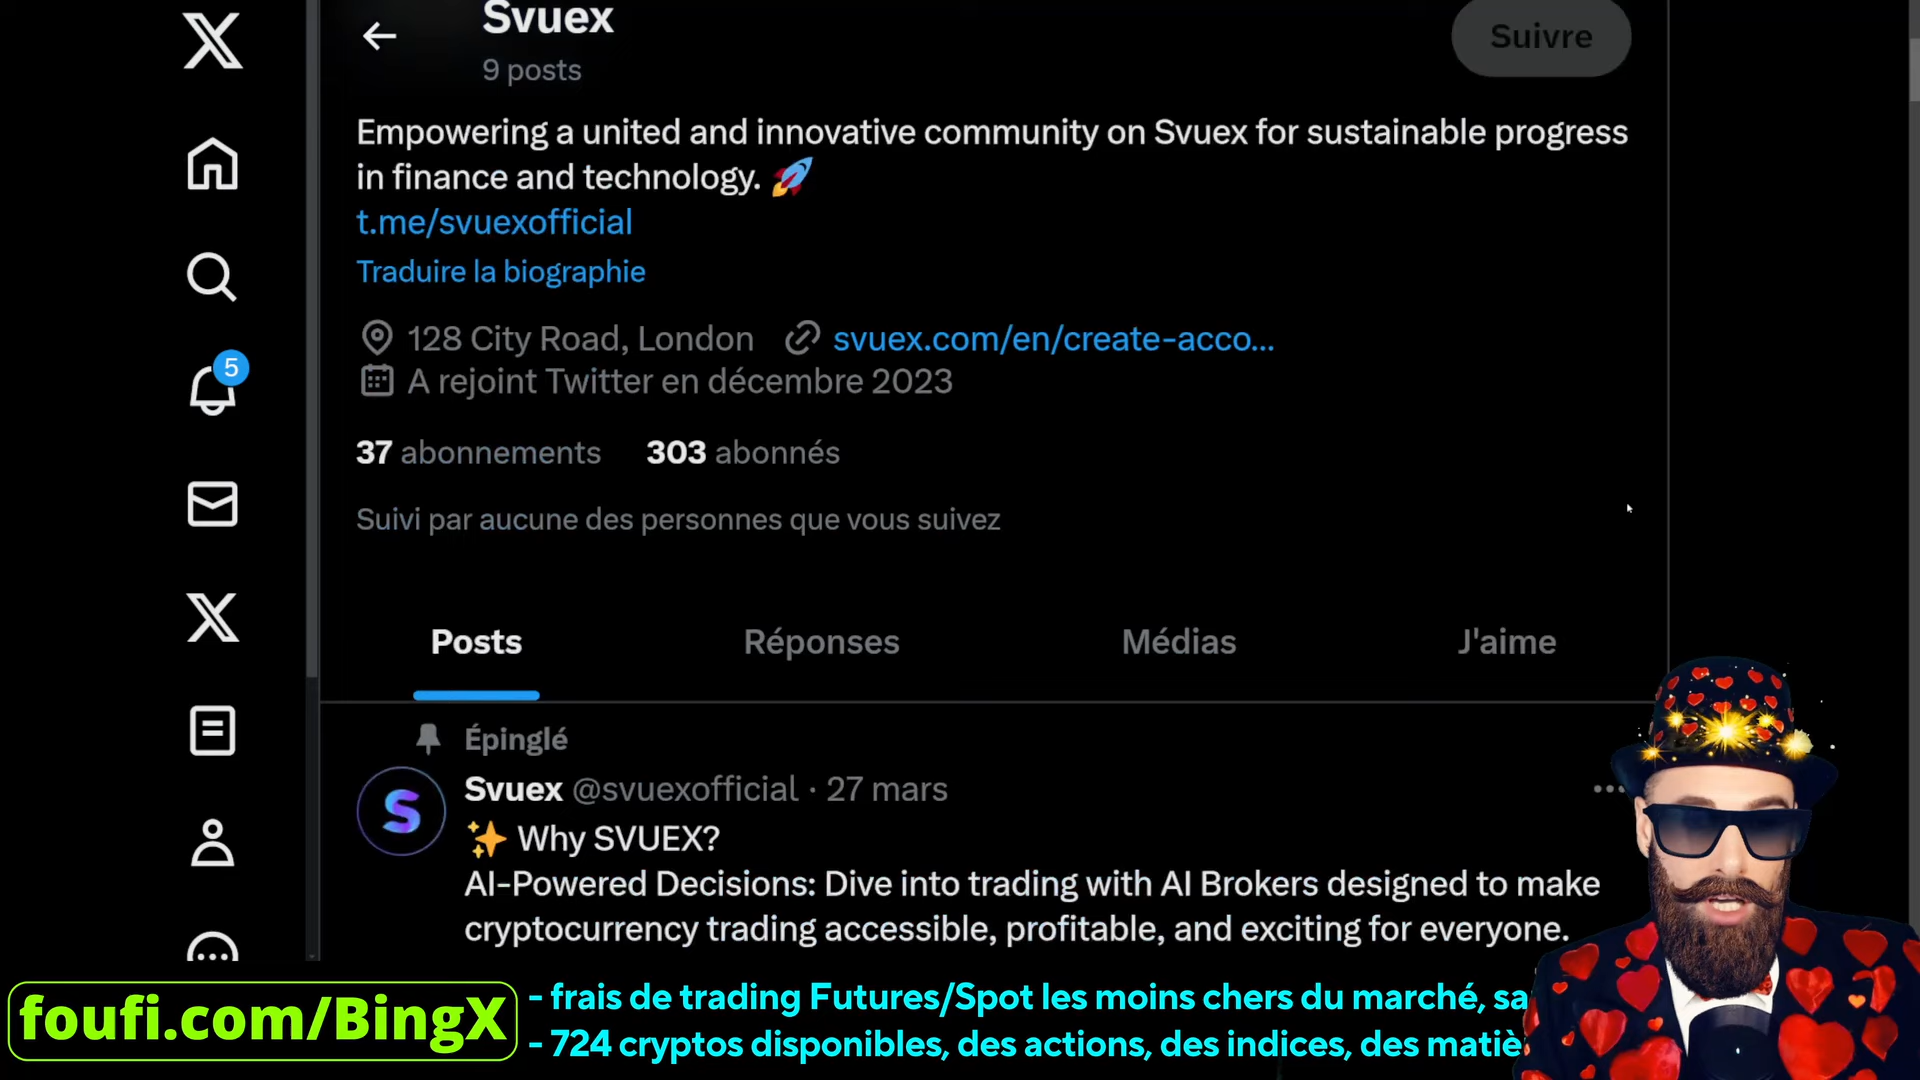 Svuex
9 posts
Suivre
Empowering a united and innovative community on Svuex for sustainable progress
in finance and technology. 🚀
t.me/svuexofficial
Traduire la biographie
128 City Road, London svuex.com/en/create-acco...
A rejoint Twitter en décembre 2023
37 abonnements 303 abonnés
Suivi par aucune des personnes que vous suivez
5
Posts Réponses Médias J'aime
Épinglé
Svuex @svuexofficial · 27 mars
✨ Why SVUEX?
AI-Powered Decisions: Dive into trading with AI Brokers designed to make
cryptocurrency trading accessible, profitable, and exciting for everyone.
foufi.com/BingX
- frais de trading Futures/Spot les moins chers du marché, sa
- 724 cryptos disponibles, des actions, des indices, des matiè